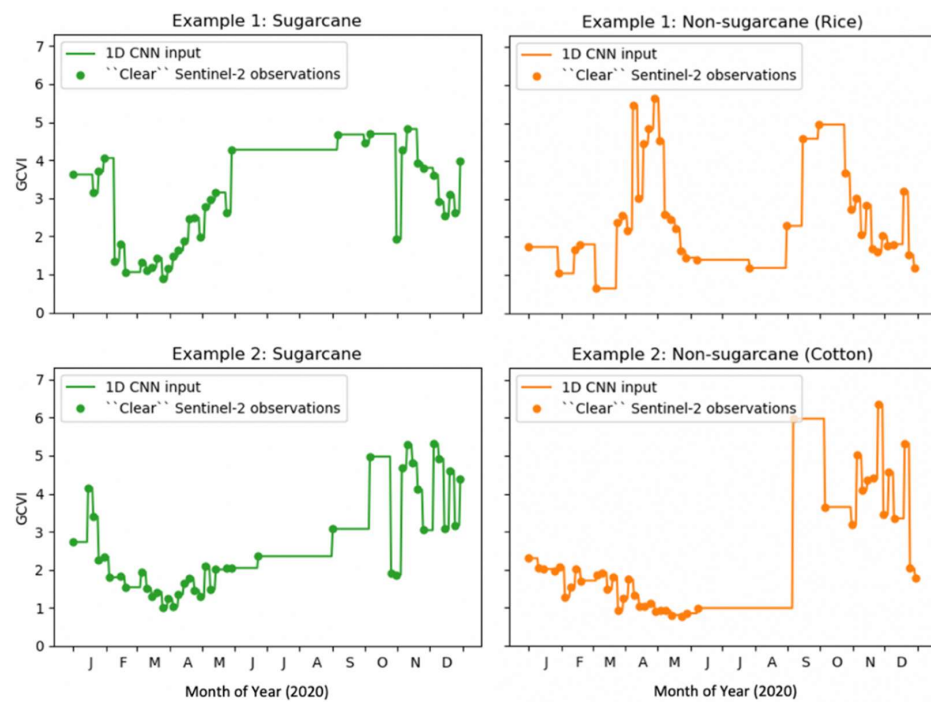 Example 1: Sugarcane
7
6
5
4
3
2
1
0
GCVI
1D CNN input
``Clear`` Sentinel-2 observations
Example 1: Non-sugarcane (Rice)
1D CNN input
``Clear`` Sentinel-2 observations
Example 2: Sugarcane
7
6
5
4
3
2
1
0
GCVI
1D CNN input
``Clear`` Sentinel-2 observations
J F M A M J J A S O N D
Month of Year (2020)
Example 2: Non-sugarcane (Cotton)
1D CNN input
``Clear`` Sentinel-2 observations
J F M A M J J A S O N D
Month of Year (2020)